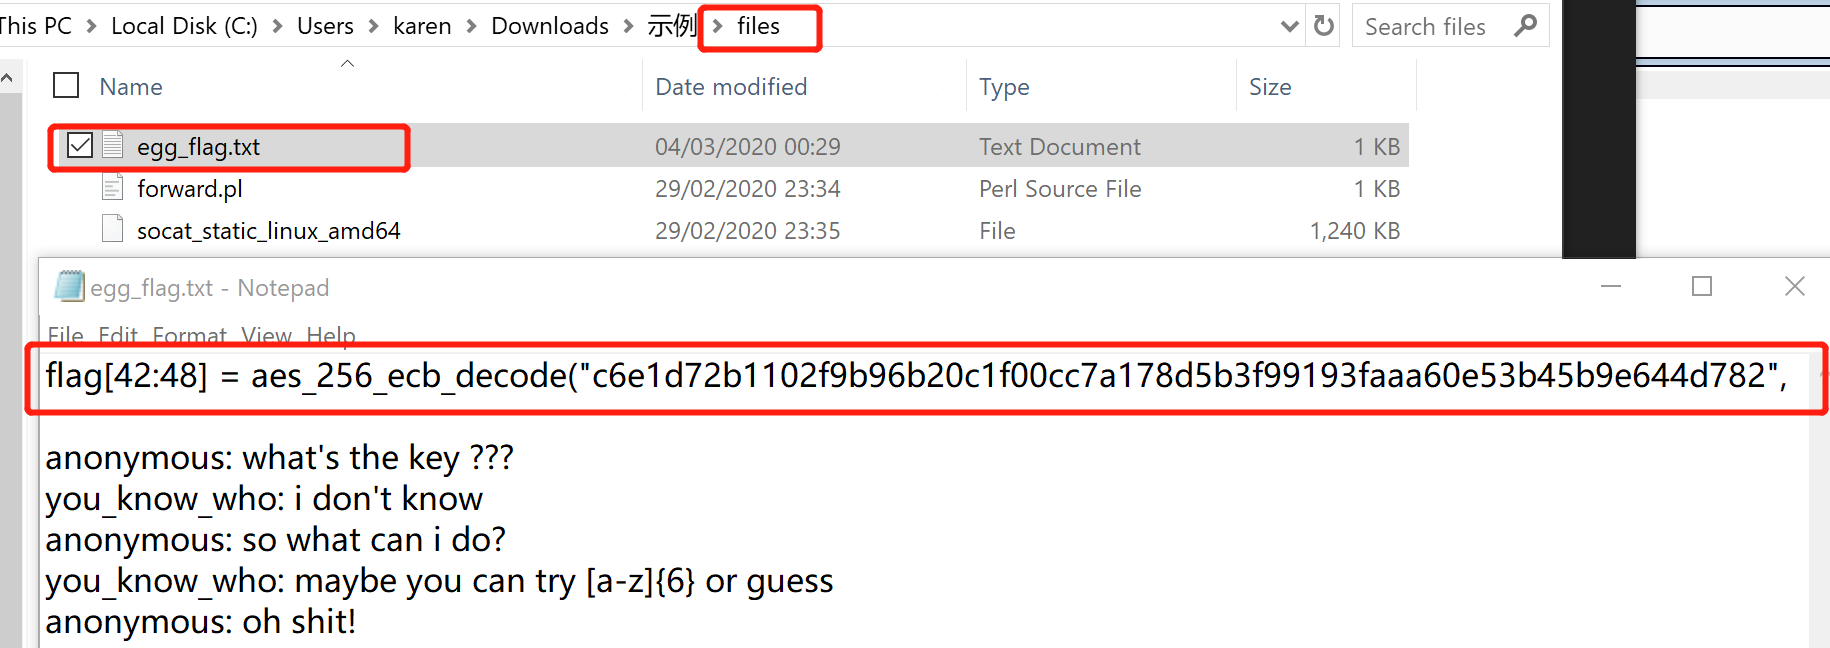 This PC > Local Disk (C:) > Users > karen > Downloads > 示例 > files
Search files
Name Date modified Type Size
egg_flag.txt 04/03/2020 00:29 Text Document 1 KB
forward.pl 29/02/2020 23:34 Perl Source File 1 KB
socat_static_linux_amd64 29/02/2020 23:35 File 1,240 KB
egg_flag.txt - Notepad
File Edit Format View Help
flag[42:48] = aes_256_ecb_decode("c6e1d72b1102f9b96b20c1f00cc7a178d5b3f99193faaa60e53b45b9e644d782",
anonymous: what's the key ???
you_know_who: i don't know
anonymous: so what can i do?
you_know_who: maybe you can try [a-z]{6} or guess
anonymous: oh shit!